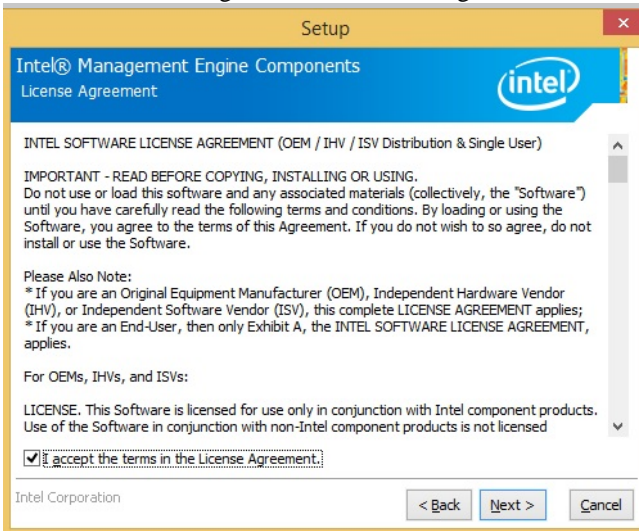 Setup
Intel® Management Engine Components
License Agreement
intel
INTEL SOFTWARE LICENSE AGREEMENT (OEM / IHV / ISV Distribution & Single User)
IMPORTANT - READ BEFORE COPYING, INSTALLING OR USING.
Do not use or load this software and any associated materials (collectively, the "Software")
until you have carefully read the following terms and conditions. By loading or using the
Software, you agree to the terms of this Agreement. If you do not wish to so agree, do not
install or use the Software.
Please Also Note:
* If you are an Original Equipment Manufacturer (OEM), Independent Hardware Vendor
(IHV), or Independent Software Vendor (ISV), this complete LICENSE AGREEMENT applies;
* If you are an End-User, then only Exhibit A, the INTEL SOFTWARE LICENSE AGREEMENT,
applies.
For OEMs, IHVs, and ISVs:
LICENSE. This Software is licensed for use only in conjunction with Intel component products.
Use of the Software in conjunction with non-Intel component products is not licensed
I accept the terms in the License Agreement.
Intel Corporation
< Back Next > Cancel